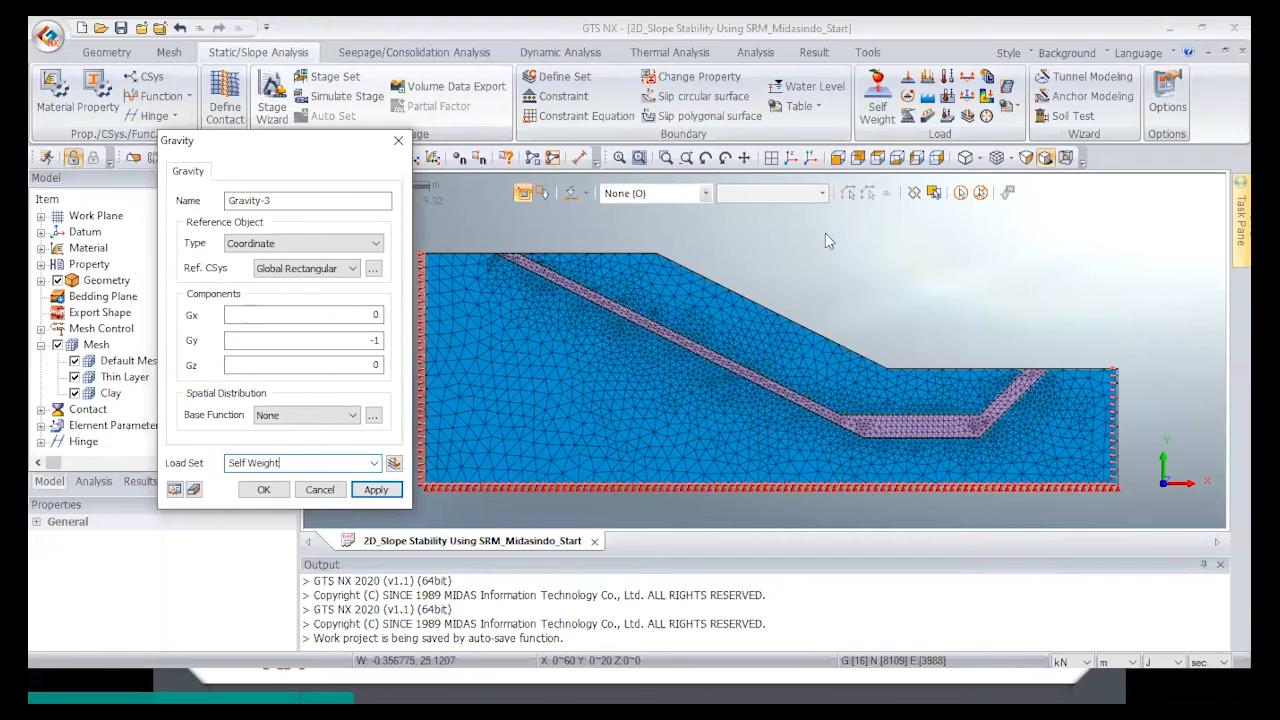 GTS NX - [2D_Slope Stability Using SRM_Midasindo_Start]
Geometry Mesh Static/Slope Analysis Seepage/Consolidation Analysis Dynamic Analysis Thermal Analysis Analysis Result Tools Style Background Language
Material Property
CSys
Function
Hinge
Prop./CSys./Func
Define
Contact
Stage
Wizard
Stage Set
Simulate Stage
Auto Set
Volume Data Export
Partial Factor
Define Set
Constraint
Constraint Equation
Change Property
Slip circular surface
Slip polygonal surface
Water Level
Table
Boundary
Self
Weight
Load
Tunnel Modeling
Anchor Modeling
Soil Test
Wizard
Options
Options
Gravity
Gravity
Name Gravity-3
Reference Object
Type Coordinate
Ref. CSys Global Rectangular ...
Components
Gx 0
Gy -1
Gz 0
Spatial Distribution
Base Function None ...
Load Set Self Weight
OK Cancel Apply
Model
Item
Work Plane
Datum
Material
Property
Geometry
Bedding Plane
Export Shape
Mesh Control
Mesh
Default Mes
Thin Layer
Clay
Contact
Element Parameter
Hinge
Model Analysis Results
Properties
General
9.32
m
None (O)
Task Pane
Y
X
2D_Slope Stability Using SRM_Midasindo_Start
Output
> GTS NX 2020 (v1.1) (64bit)
> Copyright (C) SINCE 1989 MIDAS Information Technology Co., Ltd. ALL RIGHTS RESERVED.
> GTS NX 2020 (v1.1) (64bit)
> Copyright (C) SINCE 1989 MIDAS Information Technology Co., Ltd. ALL RIGHTS RESERVED.
> Work project is being saved by auto-save function.
W: -0.356775, 25.1207 X: 0~60 Y: 0~20 Z:0~0 G:[16] N:[8109] E:[3988] kN m J sec